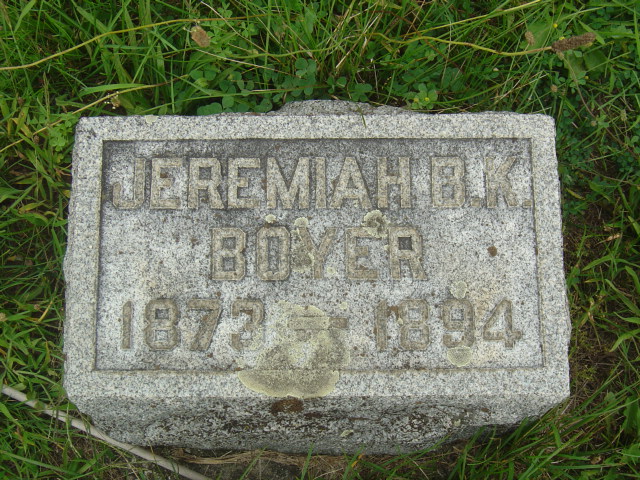 JEREMIAH B.K.
BOYER
1873 = 1894